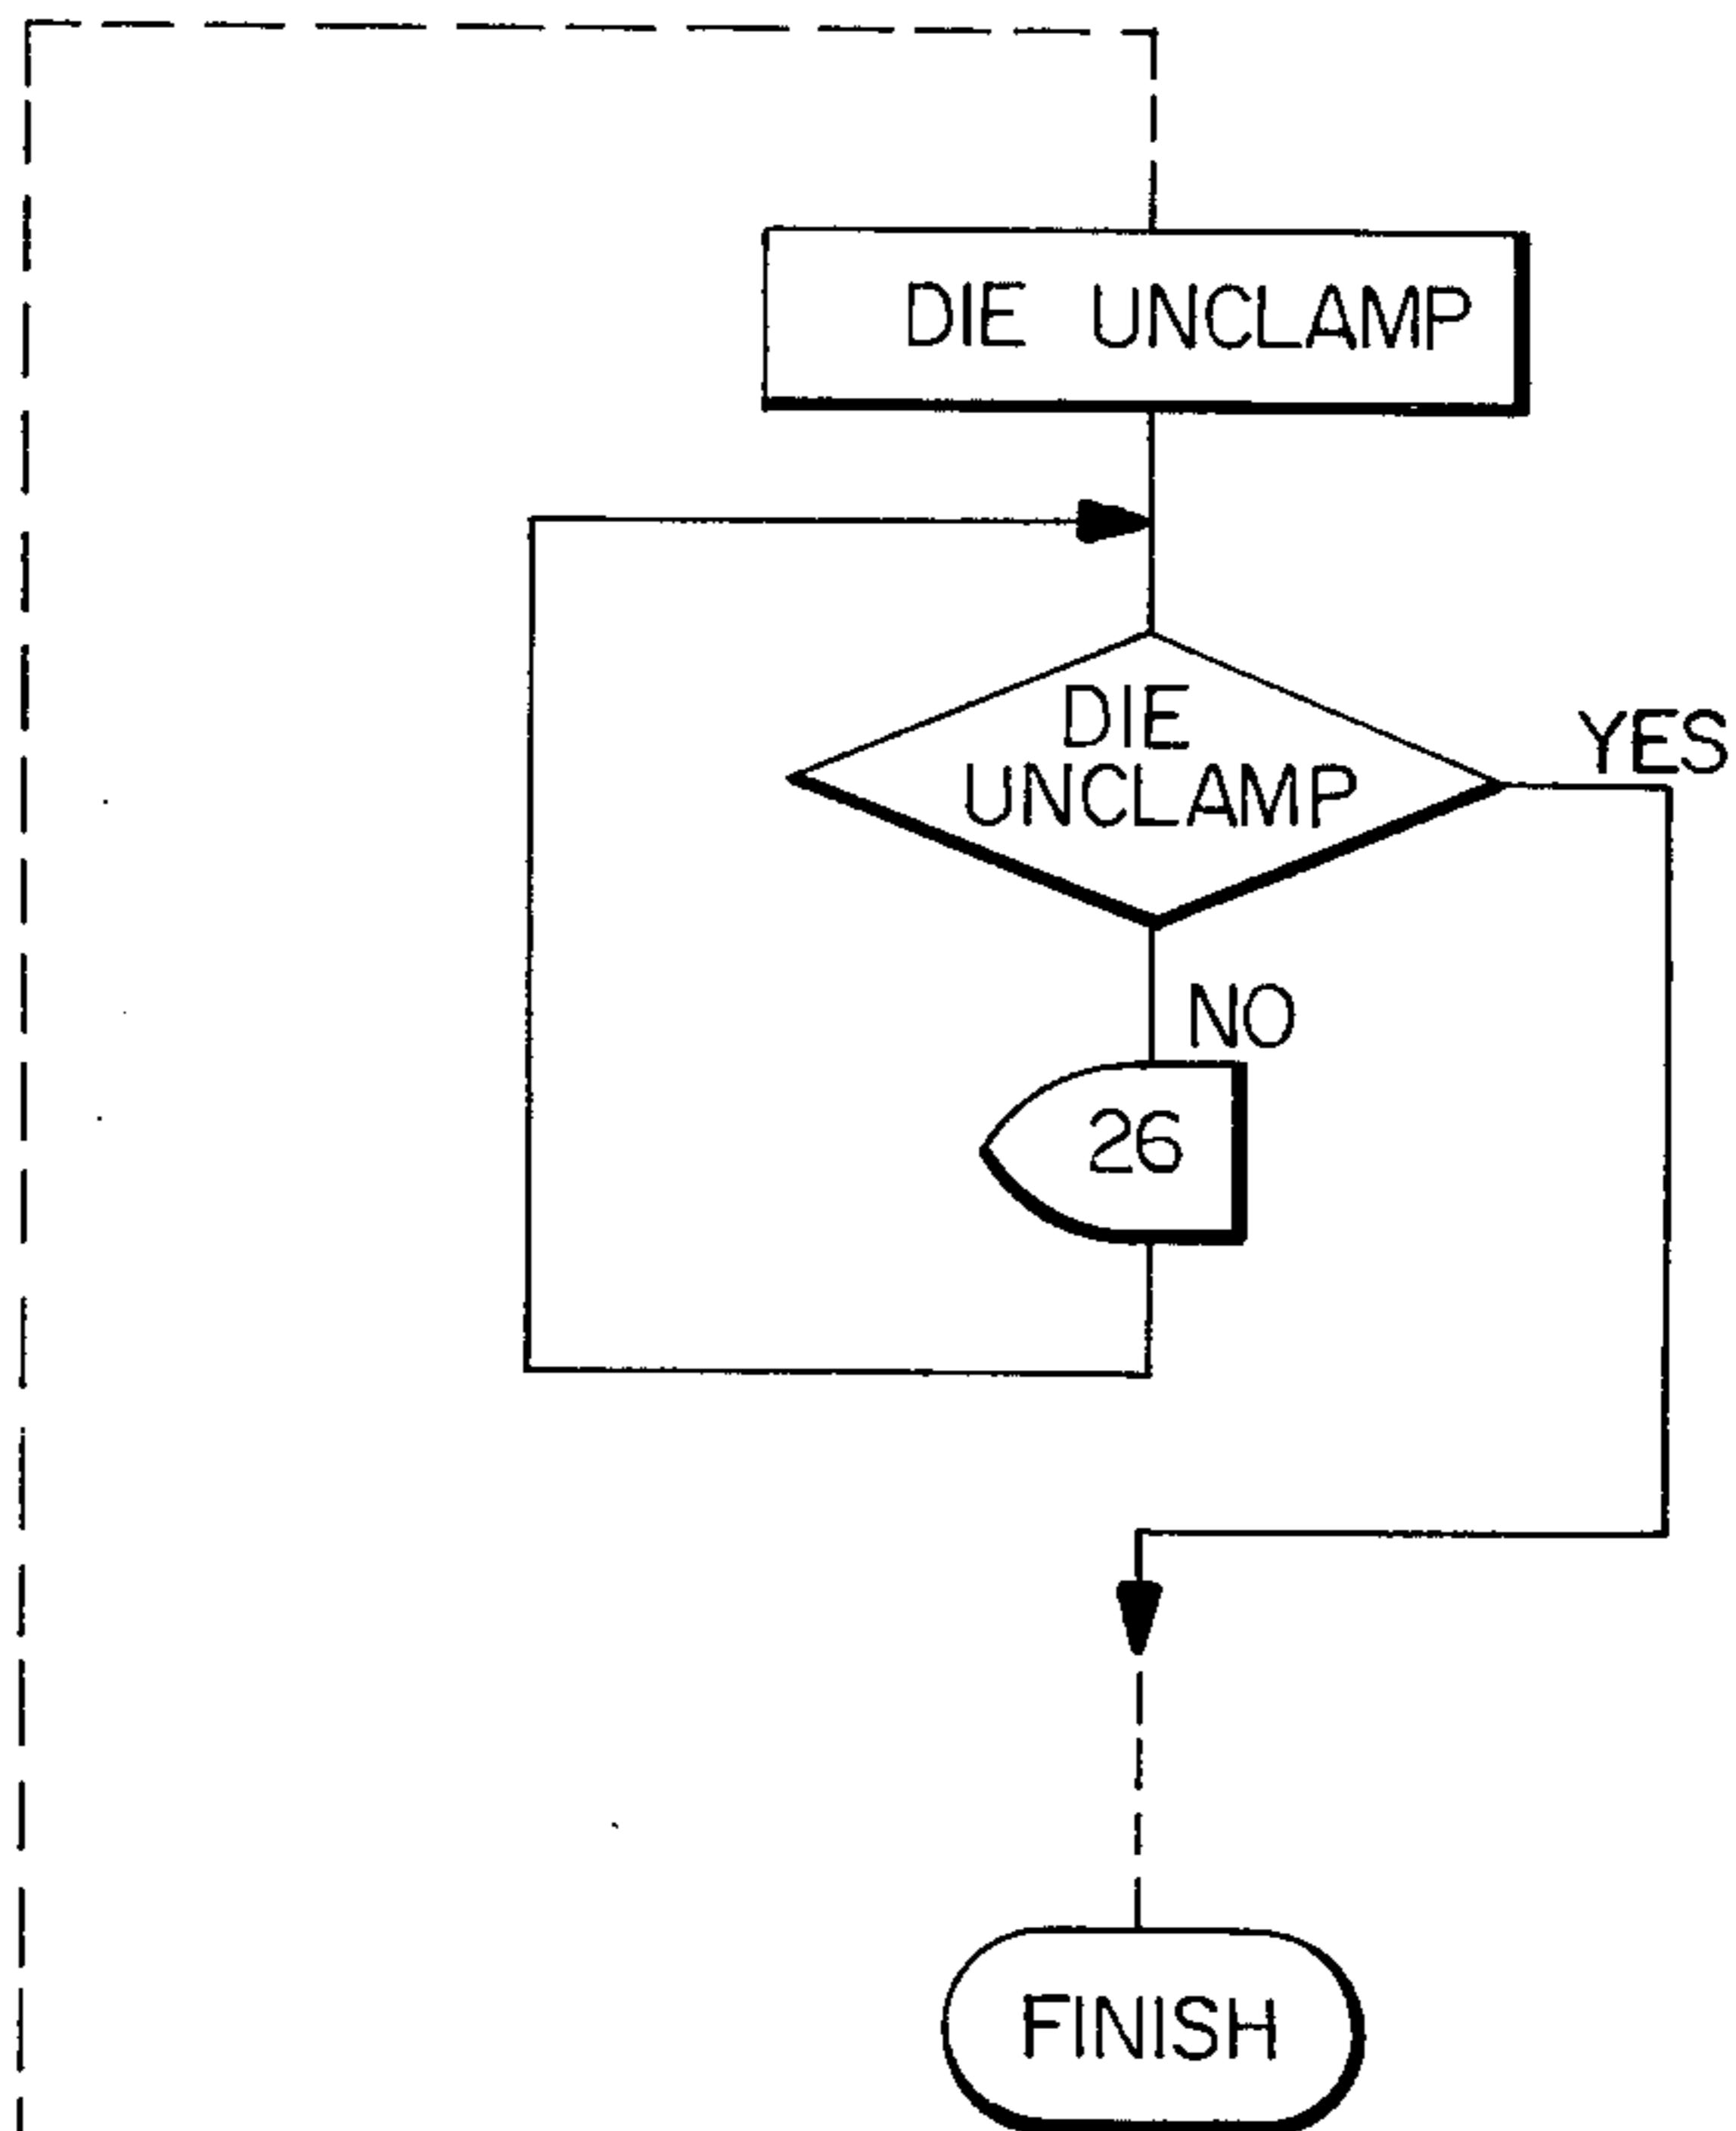 DIE UNCLAMP
DIE
UNCLAMP
YES
NO
26
FINISH